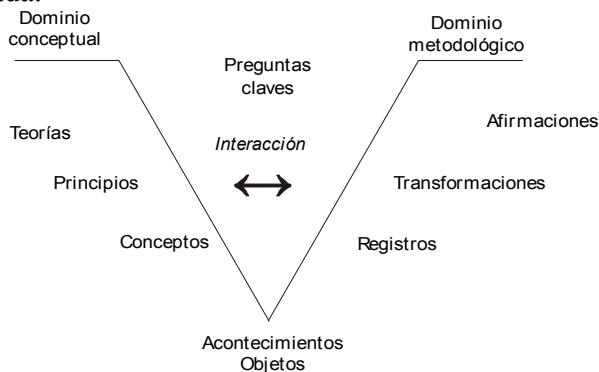 Dominio
conceptual
Dominio
metodológico
Preguntas
claves
Afirmaciones
Teorías
Interacción
Principios
Transformaciones
Conceptos
Registros
Acontecimientos
Objetos